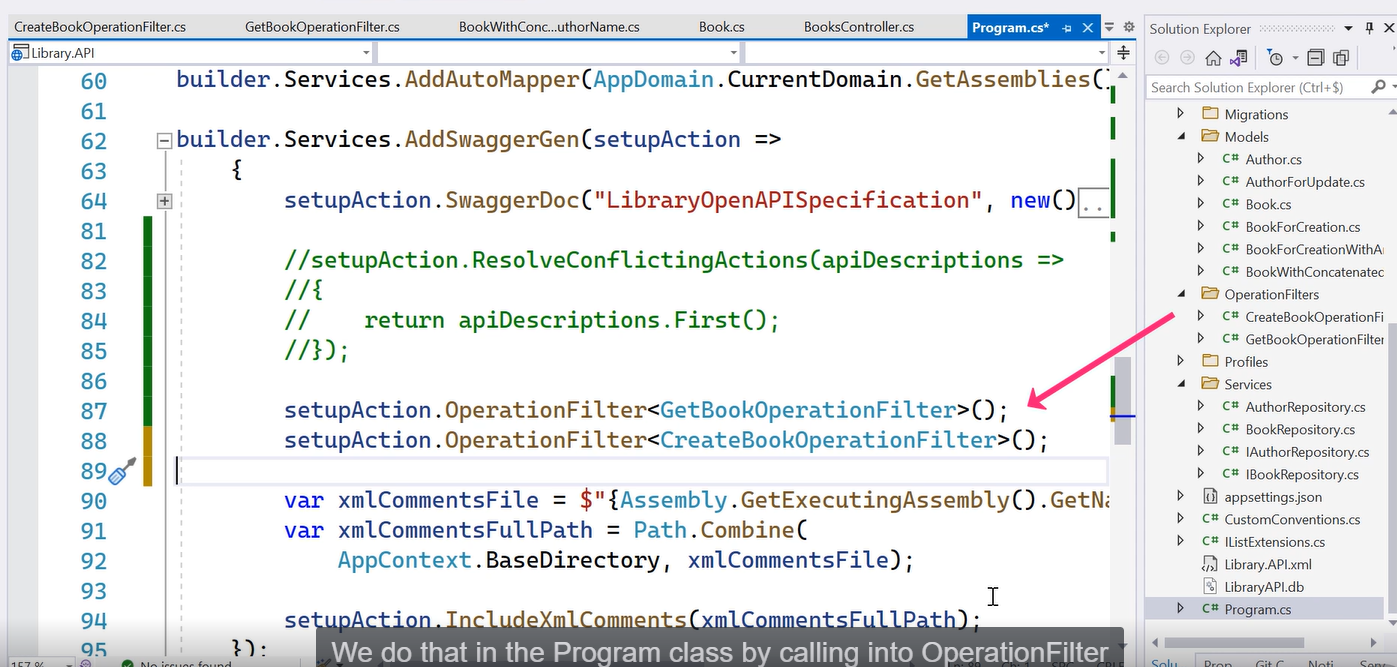 CreateBookOperationFilter.cs GetBookOperationFilter.cs BookWithConc...uthorName.cs Book.cs BooksController.cs Program.cs*
Library.API
60 builder.Services.AddAutoMapper(AppDomain.CurrentDomain.GetAssemblies()
61
62 builder.Services.AddSwaggerGen(setupAction =>
63 {
64 setupAction.SwaggerDoc("LibraryOpenAPISpecification", new()...
81
82 //setupAction.ResolveConflictingActions(apiDescriptions =>
83 //{
84 // return apiDescriptions.First();
85 //});
86
87 setupAction.OperationFilter<GetBookOperationFilter>();
88 setupAction.OperationFilter<CreateBookOperationFilter>();
89
90 var xmlCommentsFile = $"{Assembly.GetExecutingAssembly().GetNa
91 var xmlCommentsFullPath = Path.Combine(
92 AppContext.BaseDirectory, xmlCommentsFile);
93
94 setupAction.IncludeXmlComments(xmlCommentsFullPath);
95 });
157 % No issues found
We do that in the Program class by calling into OperationFilter
Solution Explorer
Search Solution Explorer (Ctrl+$)
Migrations
Models
C# Author.cs
C# AuthorForUpdate.cs
C# Book.cs
C# BookForCreation.cs
C# BookForCreationWithA
C# BookWithConcatenated
OperationFilters
C# CreateBookOperationFi
C# GetBookOperationFilter
Profiles
Services
C# AuthorRepository.cs
C# BookRepository.cs
C# IAuthorRepository.cs
C# IBookRepository.cs
appsettings.json
C# CustomConventions.cs
C# IListExtensions.cs
Library.API.xml
LibraryAPI.db
C# Program.cs
Solu... Prop... Git C... Noti...